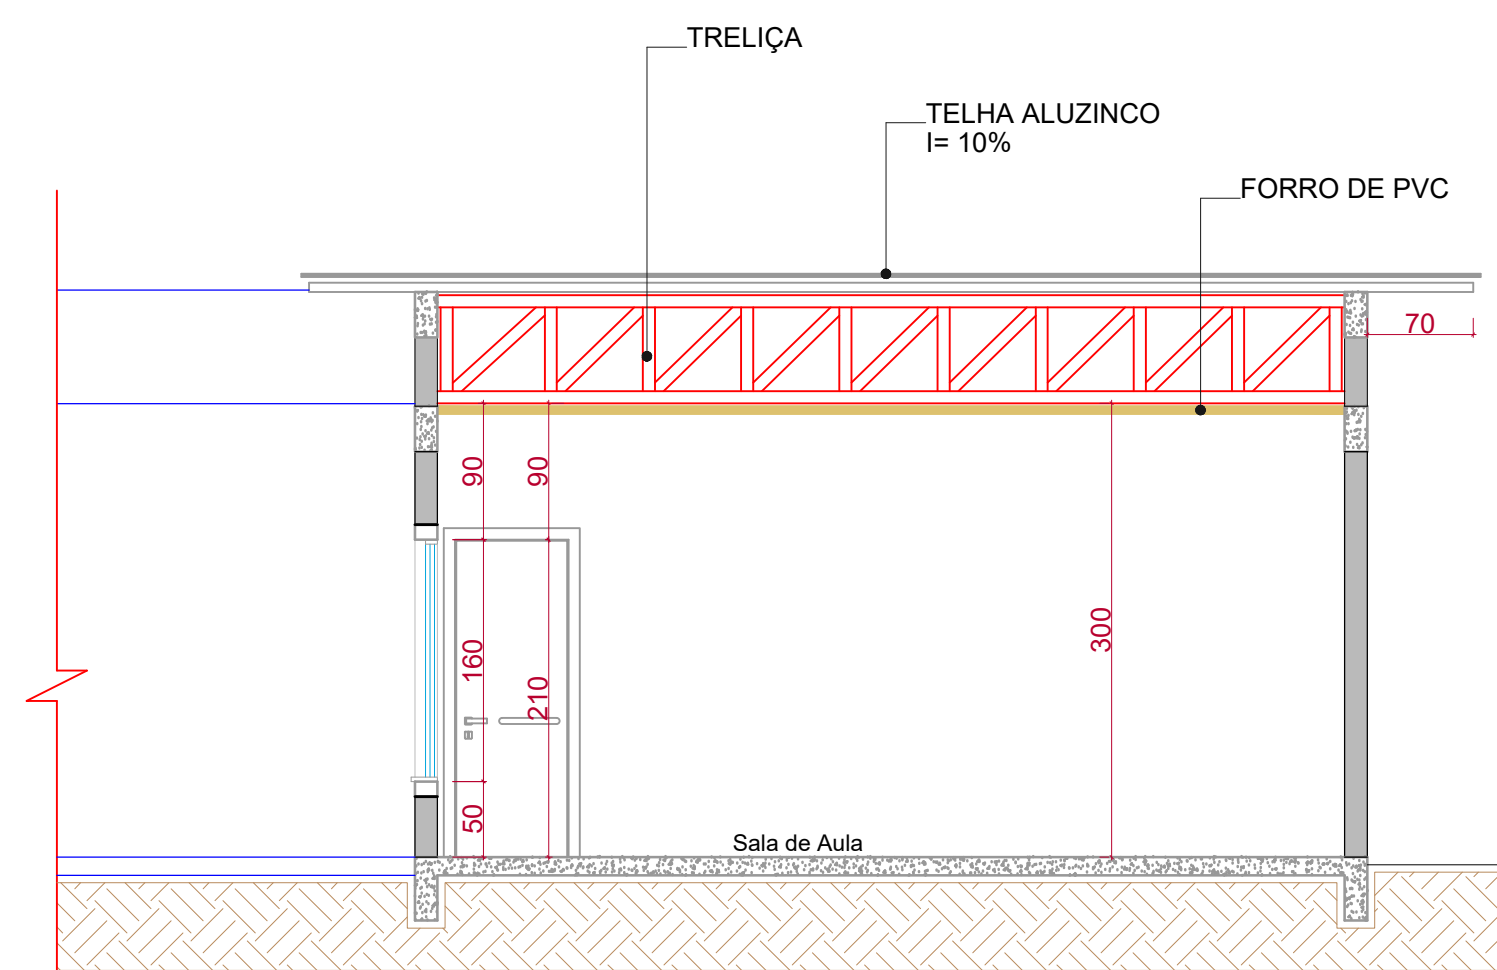 TRELIÇA
TELHA ALUZINCO
I= 10%
FORRO DE PVC
70
90
90
300
160
210
50
Sala de Aula